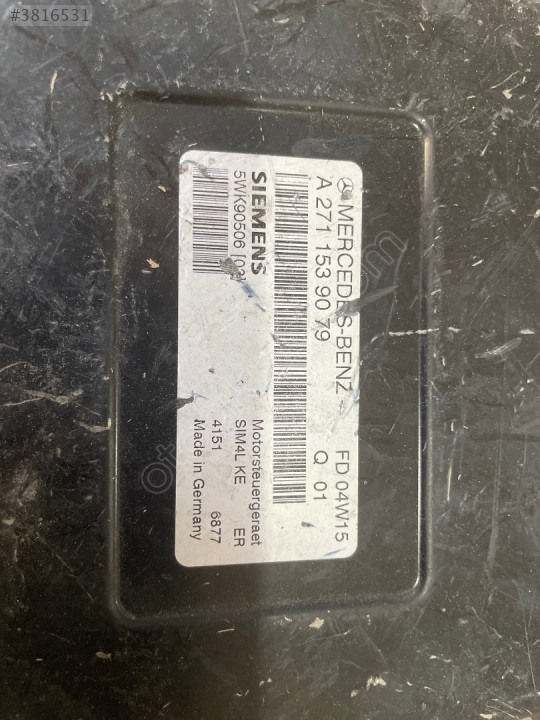 #3816531
MERCEDES-BENZ FD 04W15
A 271 153 90 79 Q 01
SIEMENS Motorsteuergeraet
5WK90506 SIM4L KE ER
4151 6877
Made in Germany